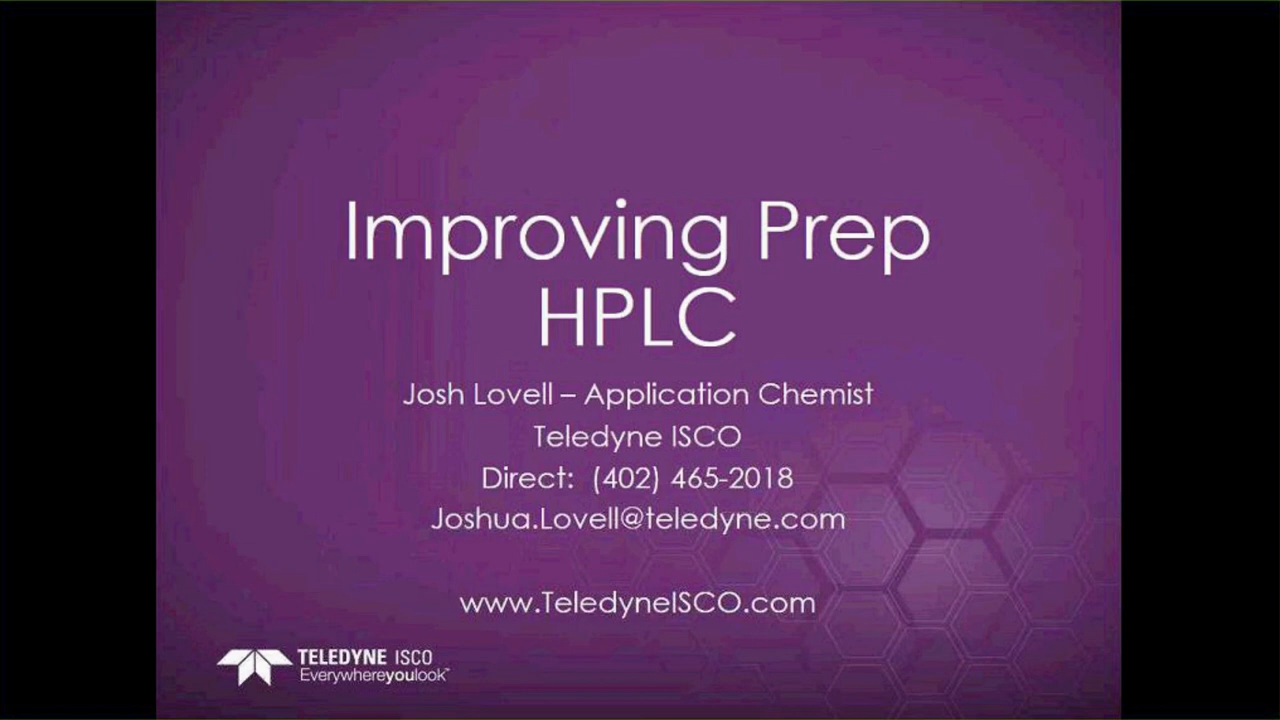 Improving Prep
HPLC
Josh Lovell – Application Chemist
Teledyne ISCO
Direct:  (402) 465-2018
Joshua.Lovell@teledyne.com
www.TeledyneISCO.com
TELEDYNE ISCO
Everywhereyoulook™